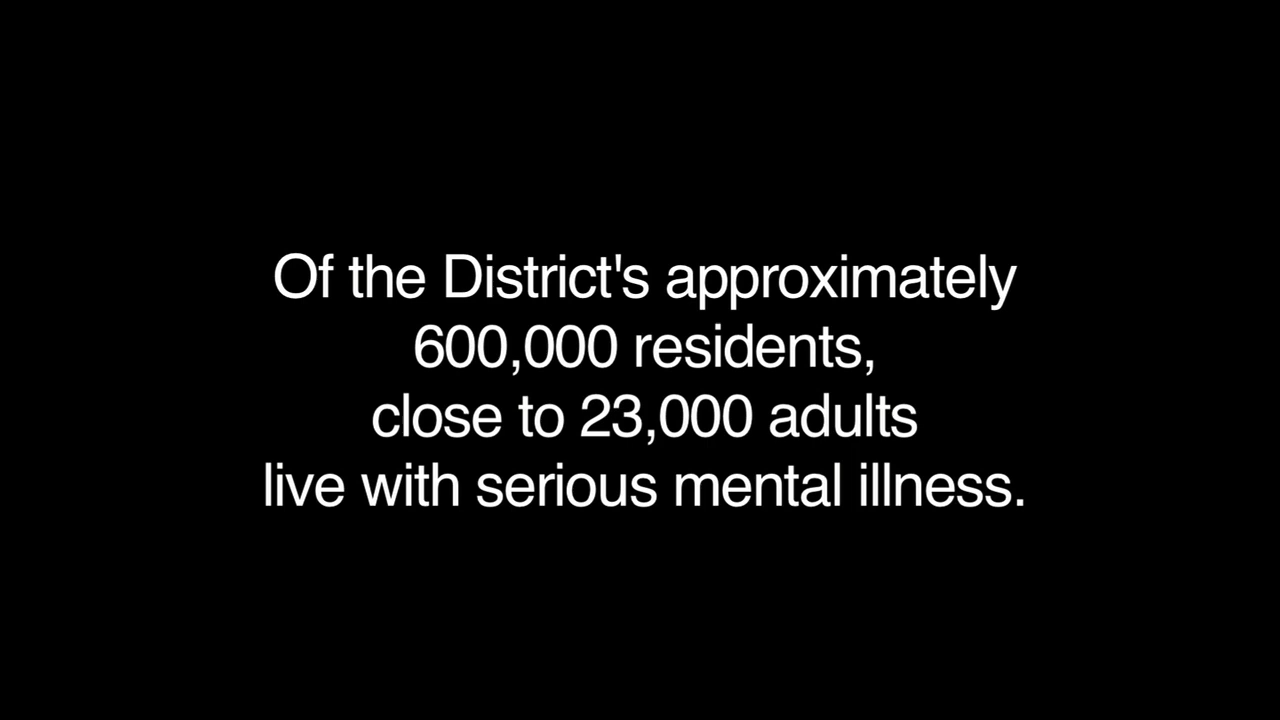 Of the District's approximately
600,000 residents,
close to 23,000 adults
live with serious mental illness.